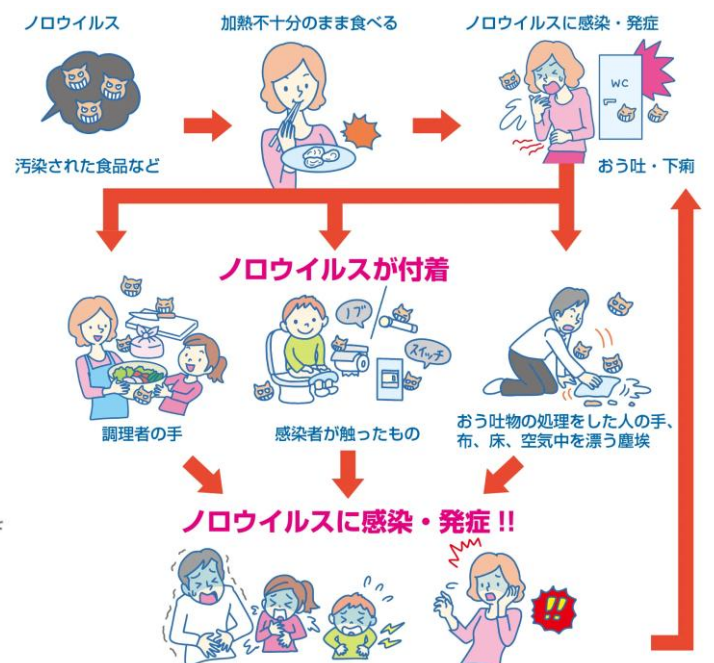 ノロウイルス
加熱不十分のまま食べる
ノロウイルスに感染・発症
WC
汚染された食品など
おう吐・下痢
ノロウイルスが付着
ノブ
スイッチ
調理者の手
感染者が触ったもの
おう吐物の処理をした人の手、
布、床、空気中を漂う塵埃
ノロウイルスに感染・発症!!
!!